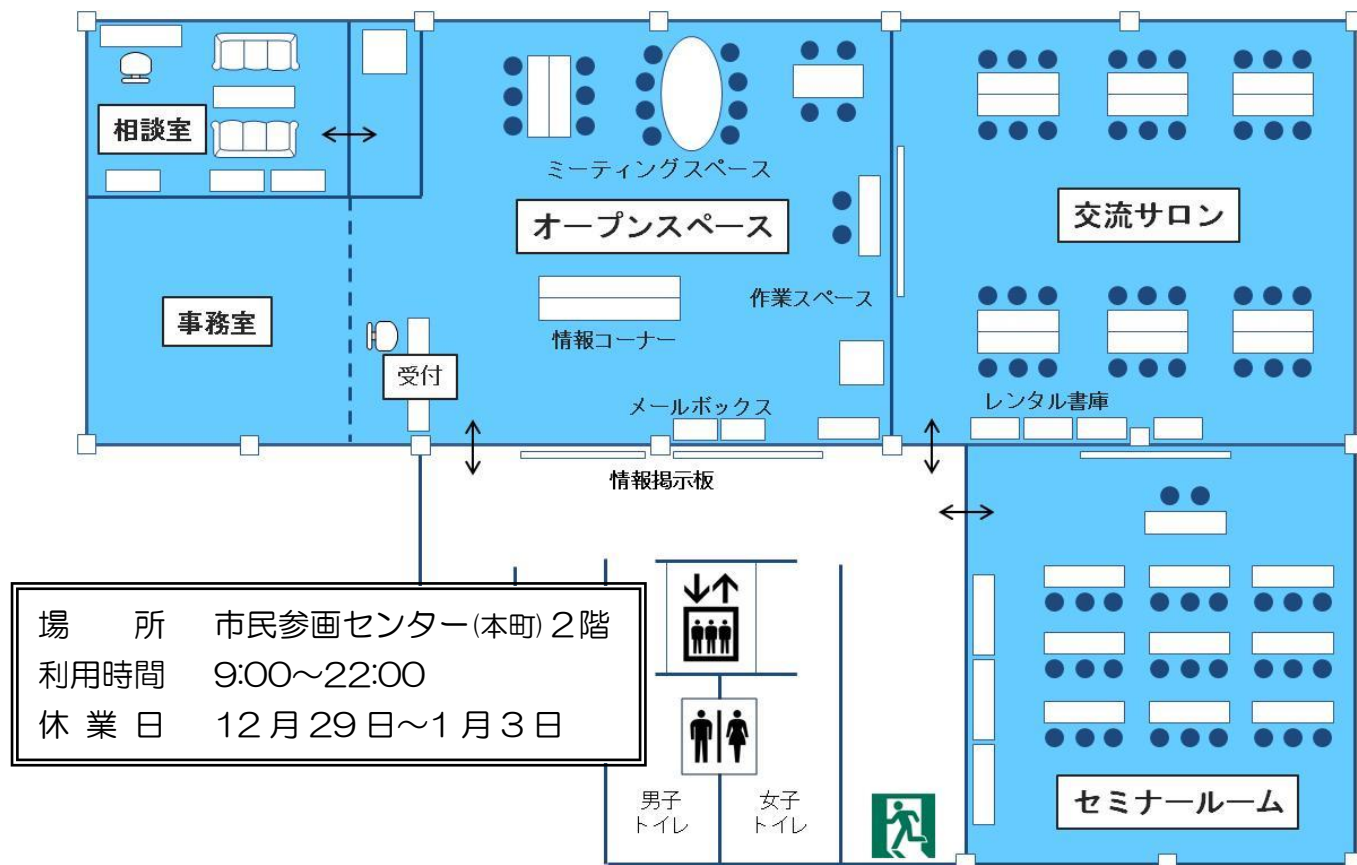 相談室
ミーティングスペース
オープンスペース
交流サロン
作業スペース
事務室
情報コーナー
受付
メールボックス
レンタル書庫
情報掲示板
場　所　市民参画センター(本町)２階
利用時間　9:00～22:00
休業日　12月29日～1月3日
男子
トイレ
女子
トイレ
セミナールーム